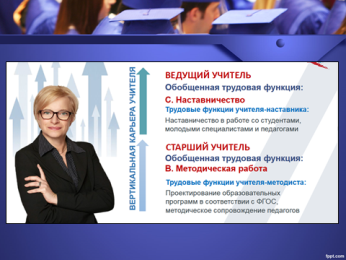 ВЕРТИКАЛЬНАЯ КАРЬЕРА УЧИТЕЛЯ
ВЕДУЩИЙ УЧИТЕЛЬ
Обобщенная трудовая функция:
С. Наставничество
Трудовые функции учителя-наставника:
Наставничество в работе со студентами,
молодыми специалистами и педагогами
СТАРШИЙ УЧИТЕЛЬ
Обобщенная трудовая функция:
В. Методическая работа
Трудовые функции учителя-методиста:
Проектирование образовательных
программ в соответствии с ФГОС,
методическое сопровождение педагогов
fppt.com